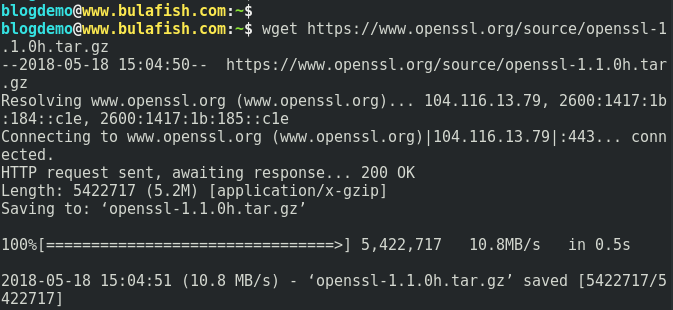 blogdemo@www.bulafish.com:~$
blogdemo@www.bulafish.com:~$ wget https://www.openssl.org/source/openssl-1
.1.0h.tar.gz
--2018-05-18 15:04:50--  https://www.openssl.org/source/openssl-1.1.0h.tar
.gz
Resolving www.openssl.org (www.openssl.org)... 104.116.13.79, 2600:1417:1b
:184::c1e, 2600:1417:1b:185::c1e
Connecting to www.openssl.org (www.openssl.org)|104.116.13.79|:443... conn
ected.
HTTP request sent, awaiting response... 200 OK
Length: 5422717 (5.2M) [application/x-gzip]
Saving to: ‘openssl-1.1.0h.tar.gz’
100%[================================>] 5,422,717   10.8MB/s   in 0.5s
2018-05-18 15:04:51 (10.8 MB/s) - ‘openssl-1.1.0h.tar.gz’ saved [5422717/5
422717]